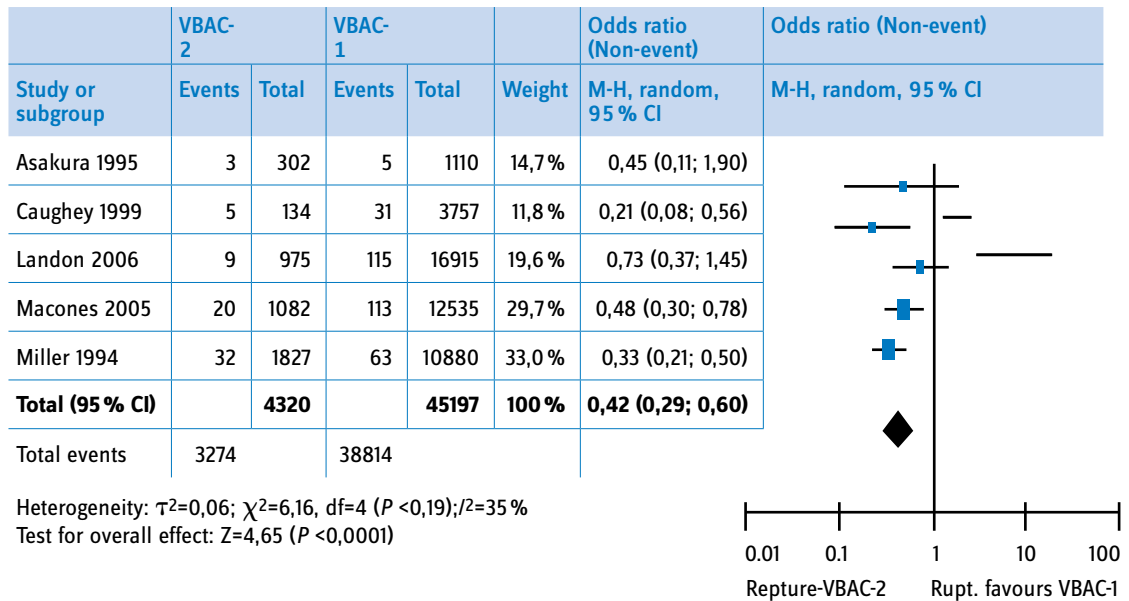 VBAC-2 VBAC-1 Odds ratio (Non-event) Odds ratio (Non-event)
Study or subgroup Events Total Events Total Weight M-H, random, 95 % CI M-H, random, 95 % CI
Asakura 1995 3 302 5 1110 14,7 % 0,45 (0,11; 1,90)
Caughey 1999 5 134 31 3757 11,8 % 0,21 (0,08; 0,56)
Landon 2006 9 975 115 16915 19,6 % 0,73 (0,37; 1,45)
Macones 2005 20 1082 113 12535 29,7 % 0,48 (0,30; 0,78)
Miller 1994 32 1827 63 10880 33,0 % 0,33 (0,21; 0,50)
Total (95 % CI) 4320 45197 100 % 0,42 (0,29; 0,60)
Total events 3274 38814
Heterogeneity: τ2=0,06; χ2=6,16, df=4 (P <0,19);I2=35 %
Test for overall effect: Z=4,65 (P <0,0001)
0.01 0.1 1 10 100
Repture-VBAC-2 Rupt. favours VBAC-1